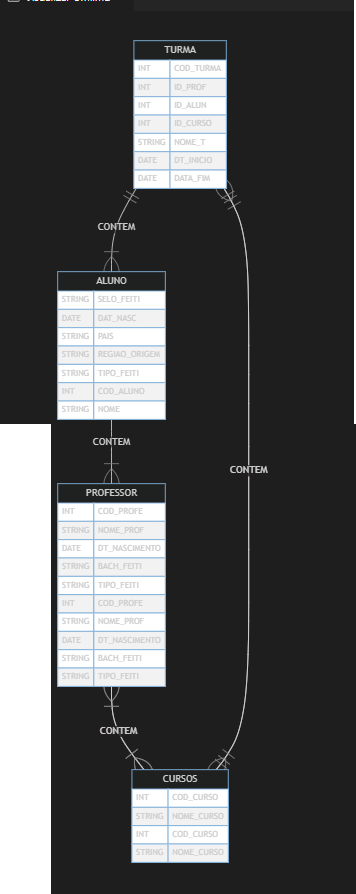 TURMA
INT COD_TURMA
INT ID_PROF
INT ID_ALUN
INT ID_CURSO
STRING NOME_T
DATE DT_INICIO
DATE DATA_FIM
CONTEM
ALUNO
STRING SELO_FEITI
DATE DAT_NASC
STRING PAIS
STRING REGIAO_ORIGEM
STRING TIPO_FEITI
INT COD_ALUNO
STRING NOME
CONTEM
CONTEM
PROFESSOR
INT COD_PROFE
STRING NOME_PROF
DATE DT_NASCIMENTO
STRING BACH_FEITI
STRING TIPO_FEITI
INT COD_PROFE
STRING NOME_PROF
DATE DT_NASCIMENTO
STRING BACH_FEITI
STRING TIPO_FEITI
CONTEM
CURSOS
INT COD_CURSO
STRING NOME_CURSO
INT COD_CURSO
STRING NOME_CURSO